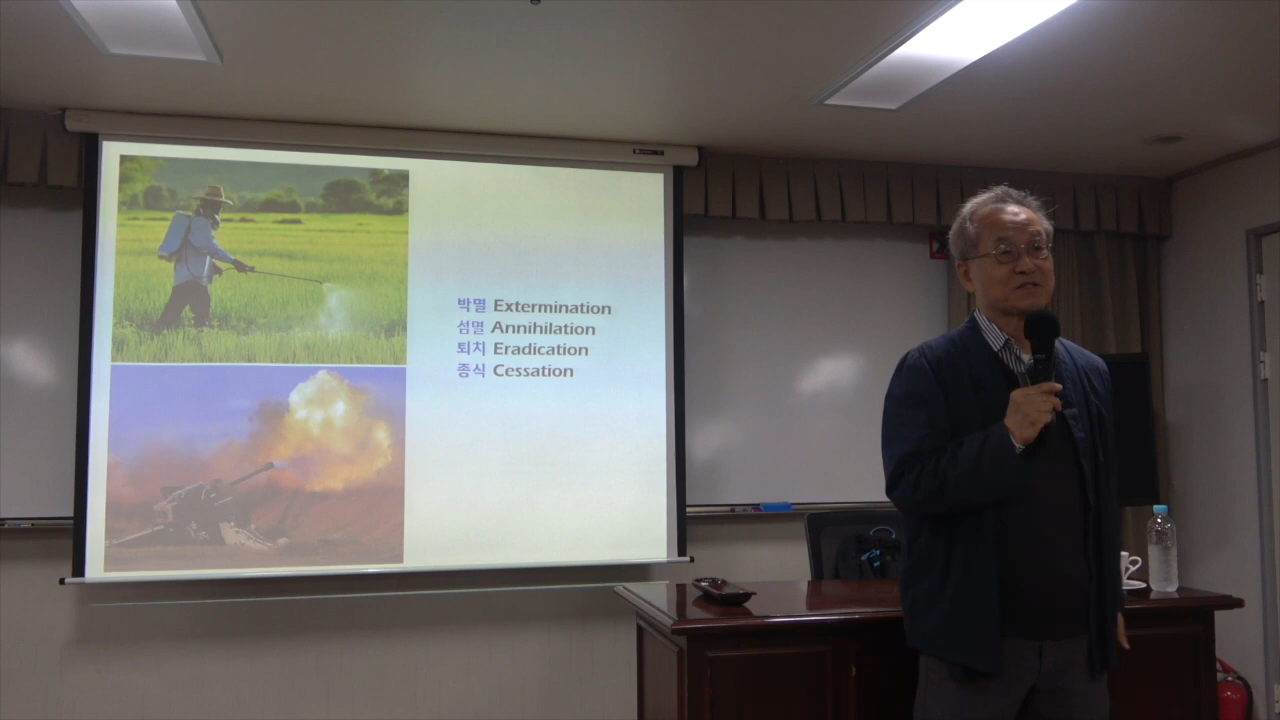 박멸 Extermination
섬멸 Annihilation
퇴치 Eradication
종식 Cessation